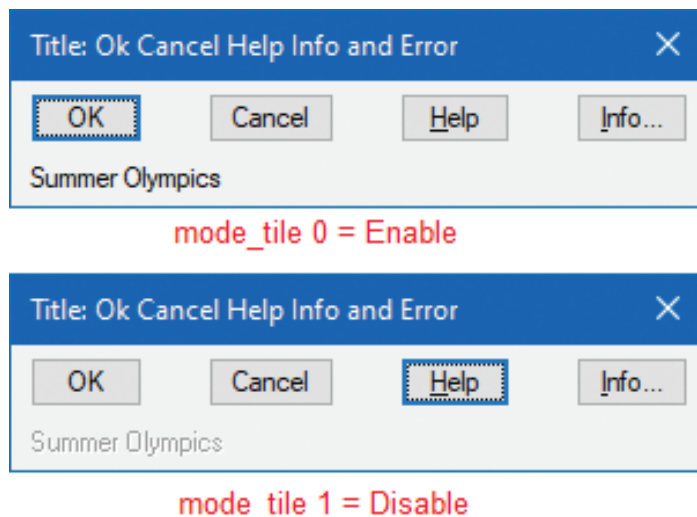 Title: Ok Cancel Help Info and Error
OK Cancel Help Info...
Summer Olympics
mode_tile 0 = Enable
Title: Ok Cancel Help Info and Error
OK Cancel Help Info...
Summer Olympics
mode_tile 1 = Disable